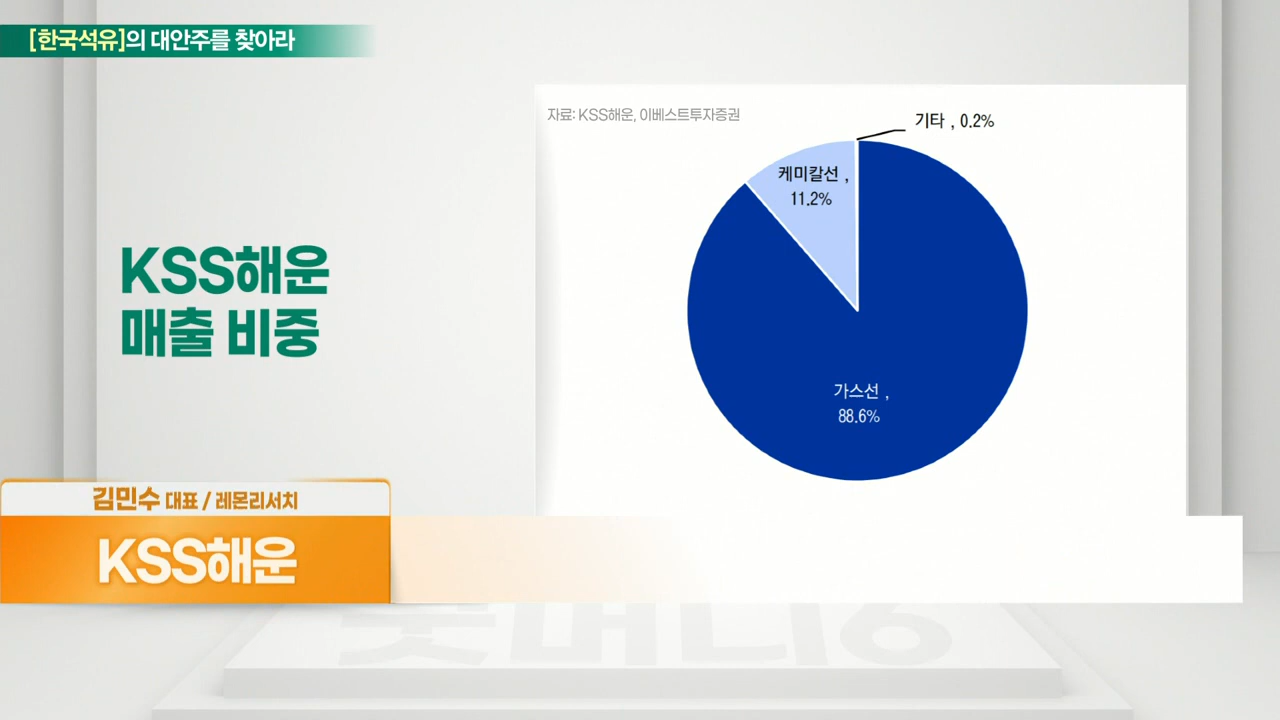 [한국석유]의 대안주를 찾아라
자료: KSS해운, 이베스트투자증권
기타 , 0.2%
케미칼선 ,
11.2%
KSS해운
매출 비중
가스선 ,
88.6%
김민수 대표 / 레몬리서치
KSS해운
머니6